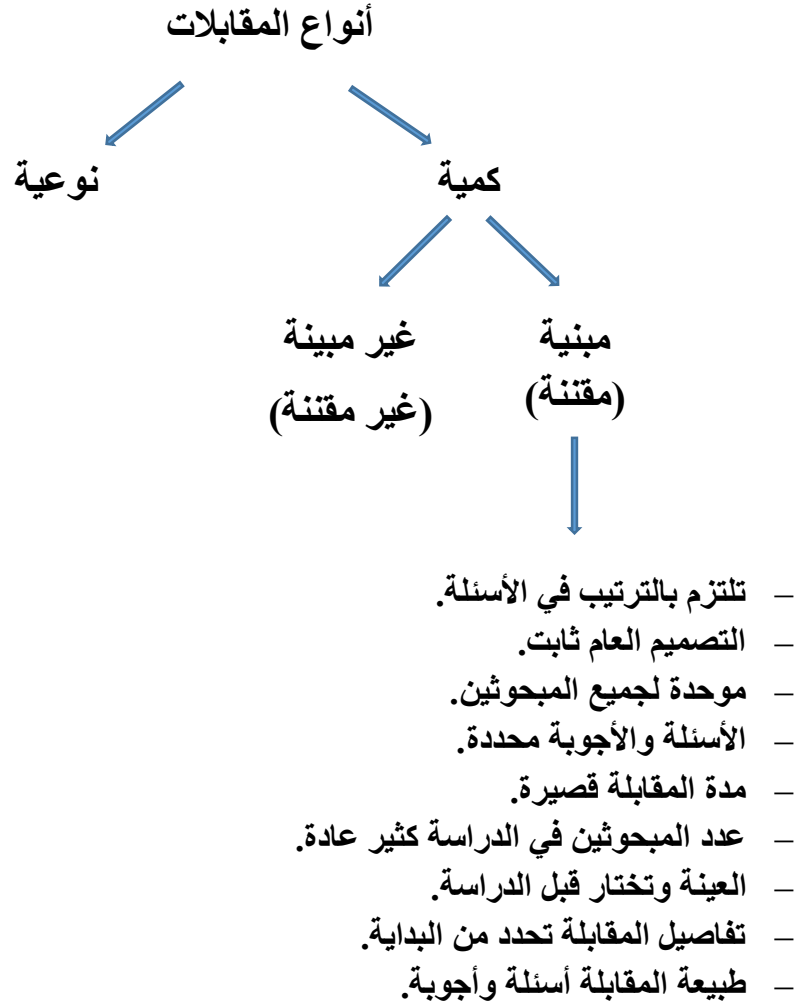 أنواع المقابلات
كمية
نوعية
مبنية
(مقننة)
غير مبينة
(غير مقننة)
– تلتزم بالترتيب في الأسئلة.
– التصميم العام ثابت.
– موحدة لجميع المبحوثين.
– الأسئلة والأجوبة محددة.
– مدة المقابلة قصيرة.
– عدد المبحوثين في الدراسة كثير عادة.
– العينة وتختار قبل الدراسة.
– تفاصيل المقابلة تحدد من البداية.
– طبيعة المقابلة أسئلة وأجوبة.